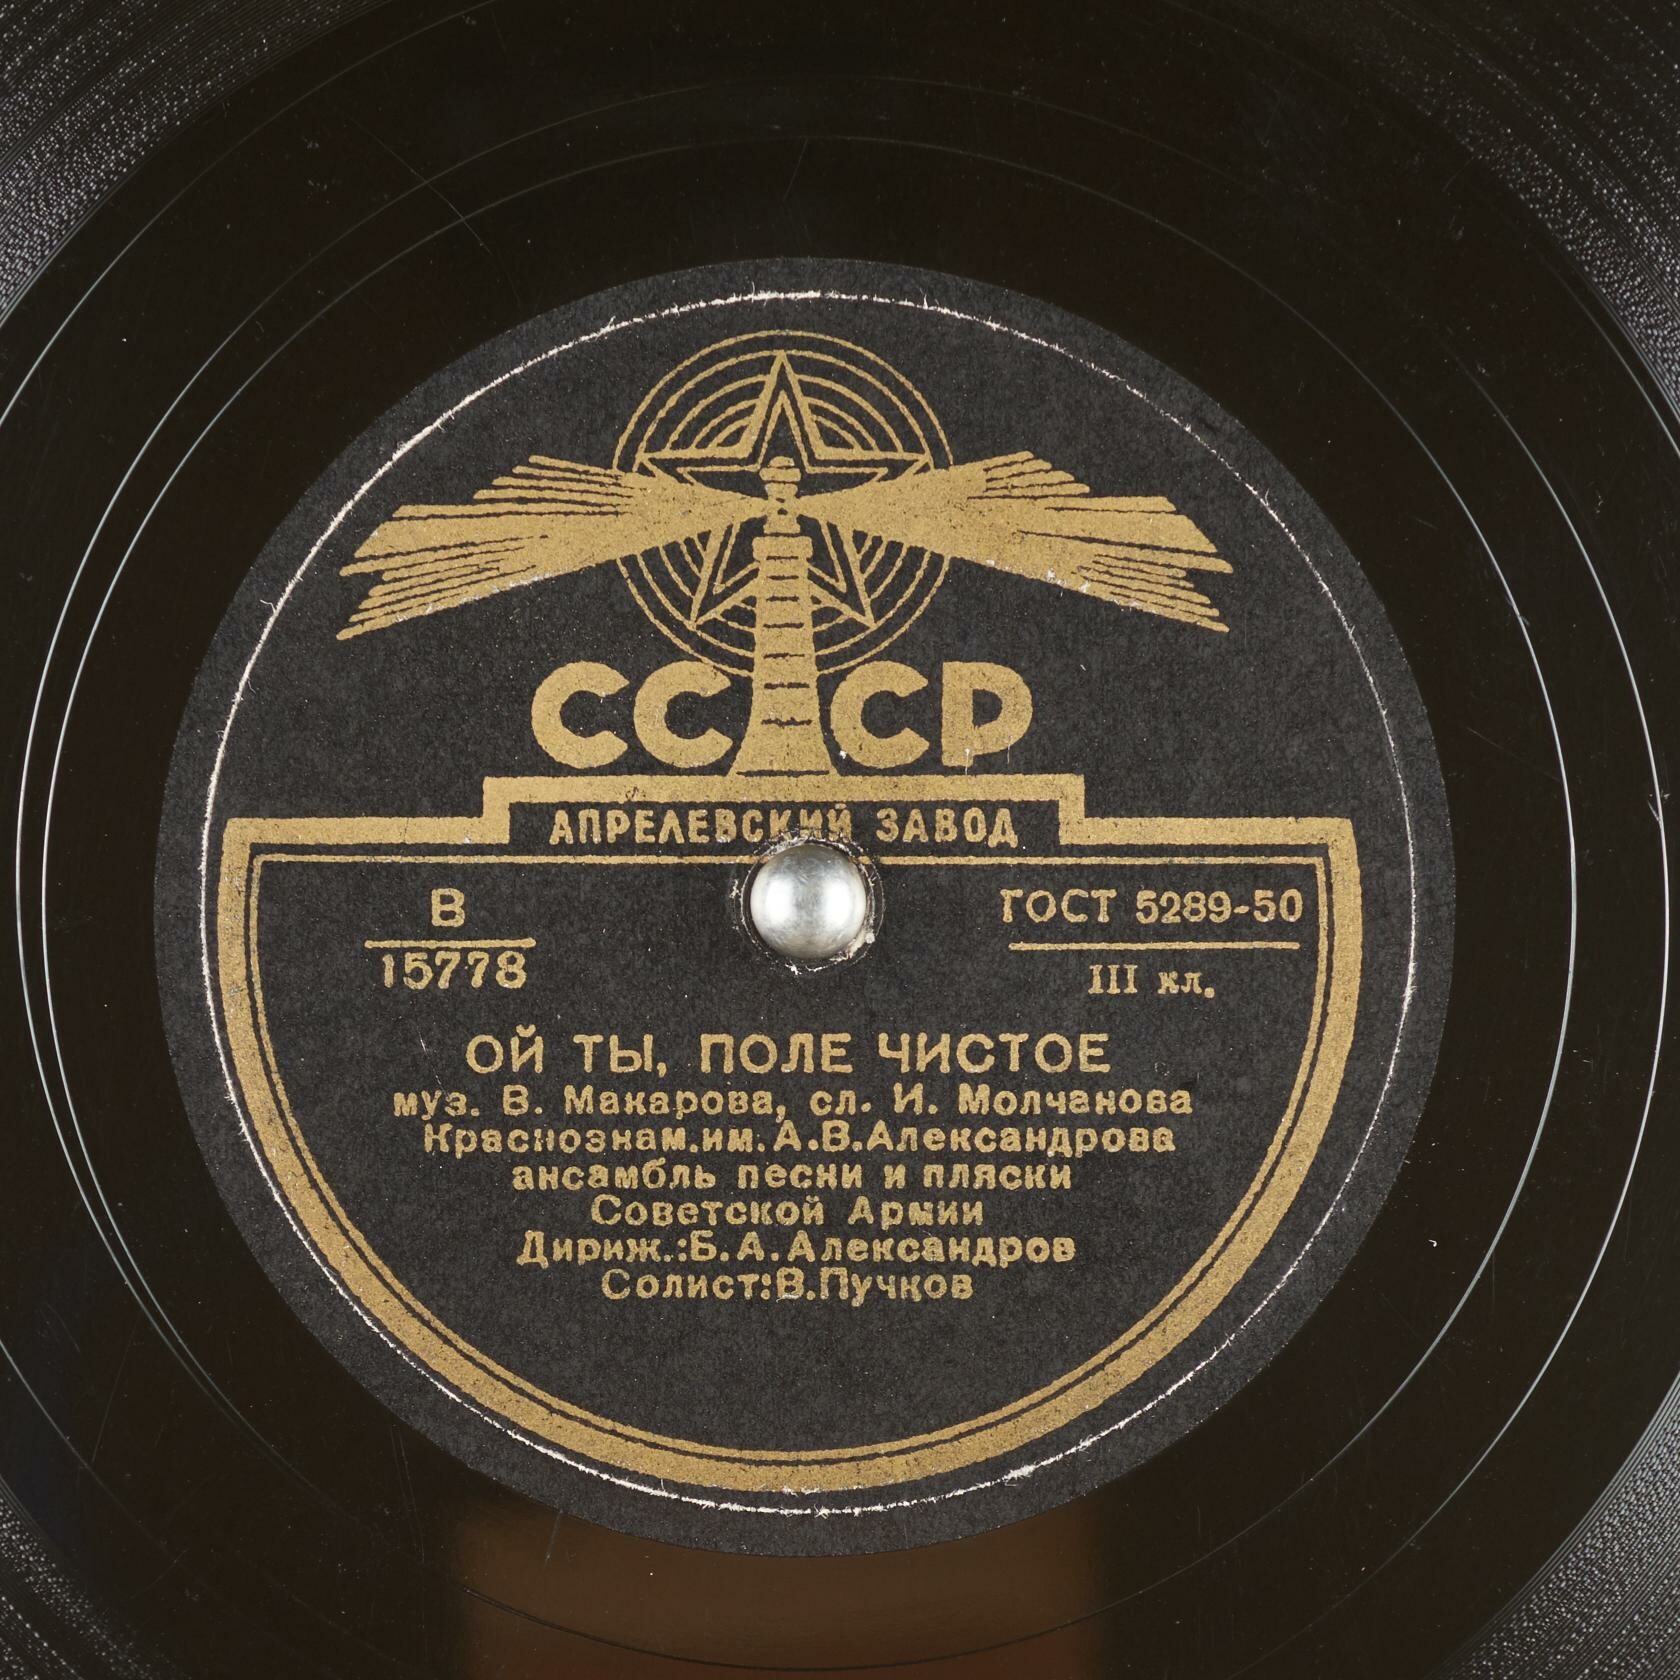 СССР
АПРЕЛЕВСКИЙ ЗАВОД
В
15778
ГОСТ 5289-50
III кл.
ОЙ ТЫ, ПОЛЕ ЧИСТОЕ
муз. В. Макарова, сл. И. Молчанова
Краснознам.им.А.В.Александрова
ансамбль песни и пляски
Советской Армии
Дириж.:Б.А.Александров
Солист:В.Пучков